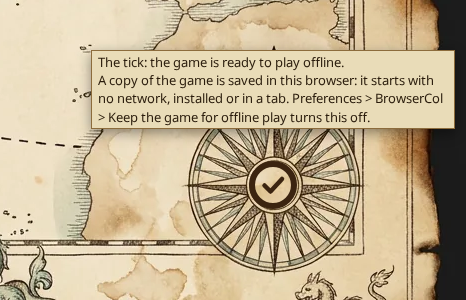 The tick: the game is ready to play offline.
A copy of the game is saved in this browser: it starts with
no network, installed or in a tab. Preferences > BrowserCol
> Keep the game for offline play turns this off.